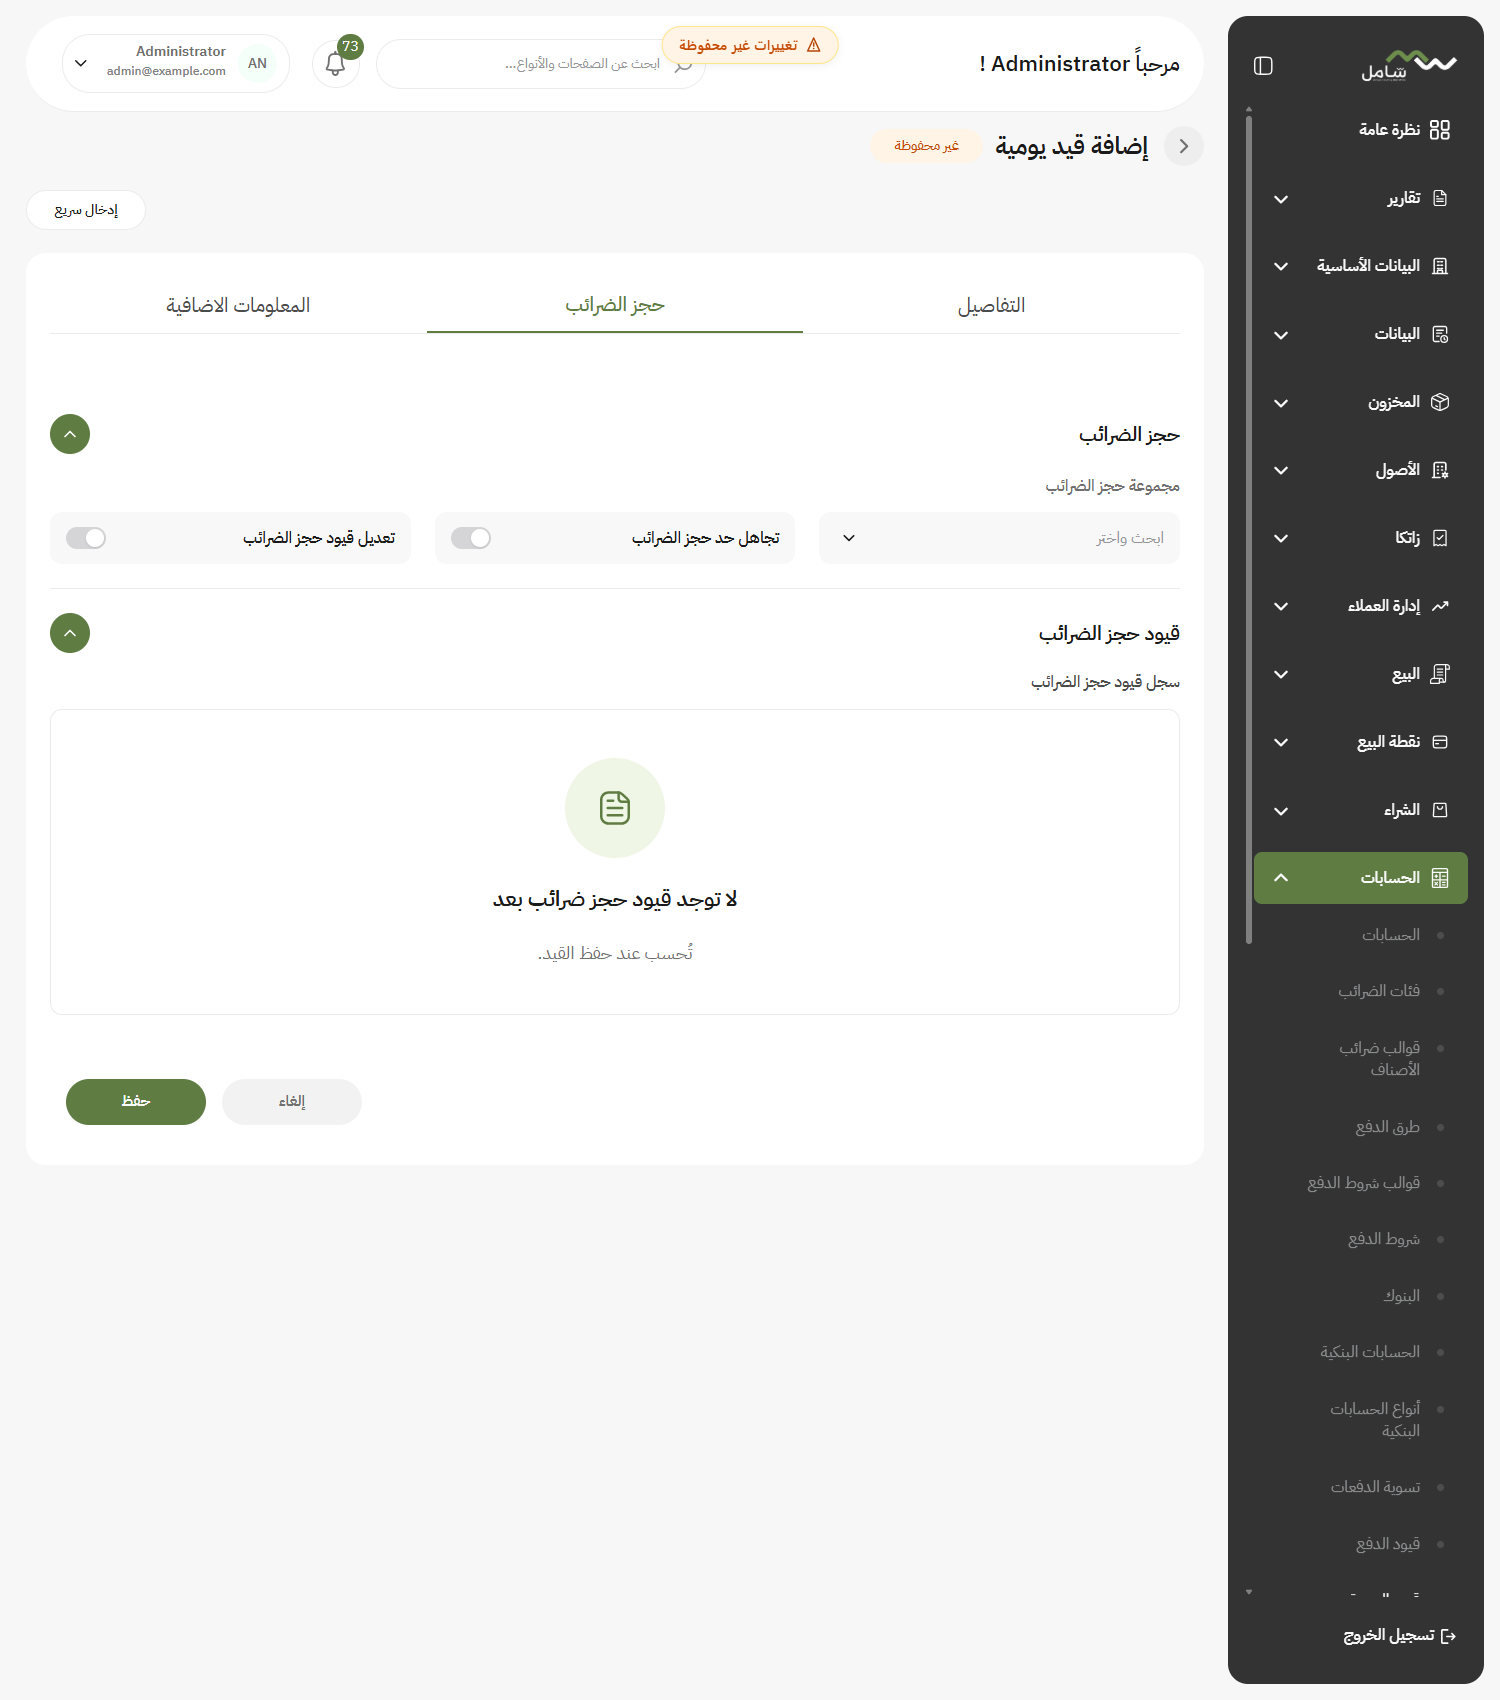 شامل
نظرة عامة
تقارير
البيانات الأساسية
البيانات
المخزون
الأصول
زاتكا
إدارة العملاء
البيع
نقطة البيع
الشراء
الحسابات
الحسابات
فئات الضرائب
قوالب ضرائب
الأصناف
طرق الدفع
قوالب شروط الدفع
شروط الدفع
البنوك
الحسابات البنكية
أنواع الحسابات
البنكية
تسوية الدفعات
قيود الدفع
تسجيل الخروج
مرحباً Administrator !
تغييرات غير محفوظة
ابحث عن الصفحات والأنواع...
73
AN
Administrator
admin@example.com
إضافة قيد يومية
غير محفوظة
إدخال سريع
التفاصيل
حجز الضرائب
المعلومات الاضافية
حجز الضرائب
مجموعة حجز الضرائب
ابحث واختر
تجاهل حد حجز الضرائب
تعديل قيود حجز الضرائب
قيود حجز الضرائب
سجل قيود حجز الضرائب
لا توجد قيود حجز ضرائب بعد
تُحسب عند حفظ القيد.
إلغاء
حفظ